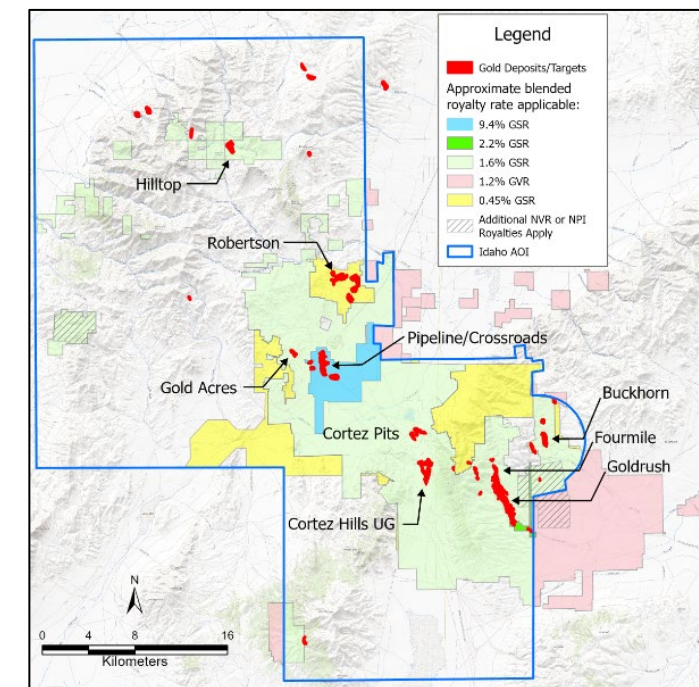 Legend
Gold Deposits/Targets
Approximate blended
royalty rate applicable:
9.4% GSR
2.2% GSR
1.6% GSR
1.2% GVR
0.45% GSR
Additional NVR or NPI
Royalties Apply
Idaho AOI
Hilltop
Robertson
Pipeline/Crossroads
Gold Acres
Buckhorn
Cortez Pits
Fourmile
Goldrush
Cortez Hills UG
N
0 4 8 16
Kilometers